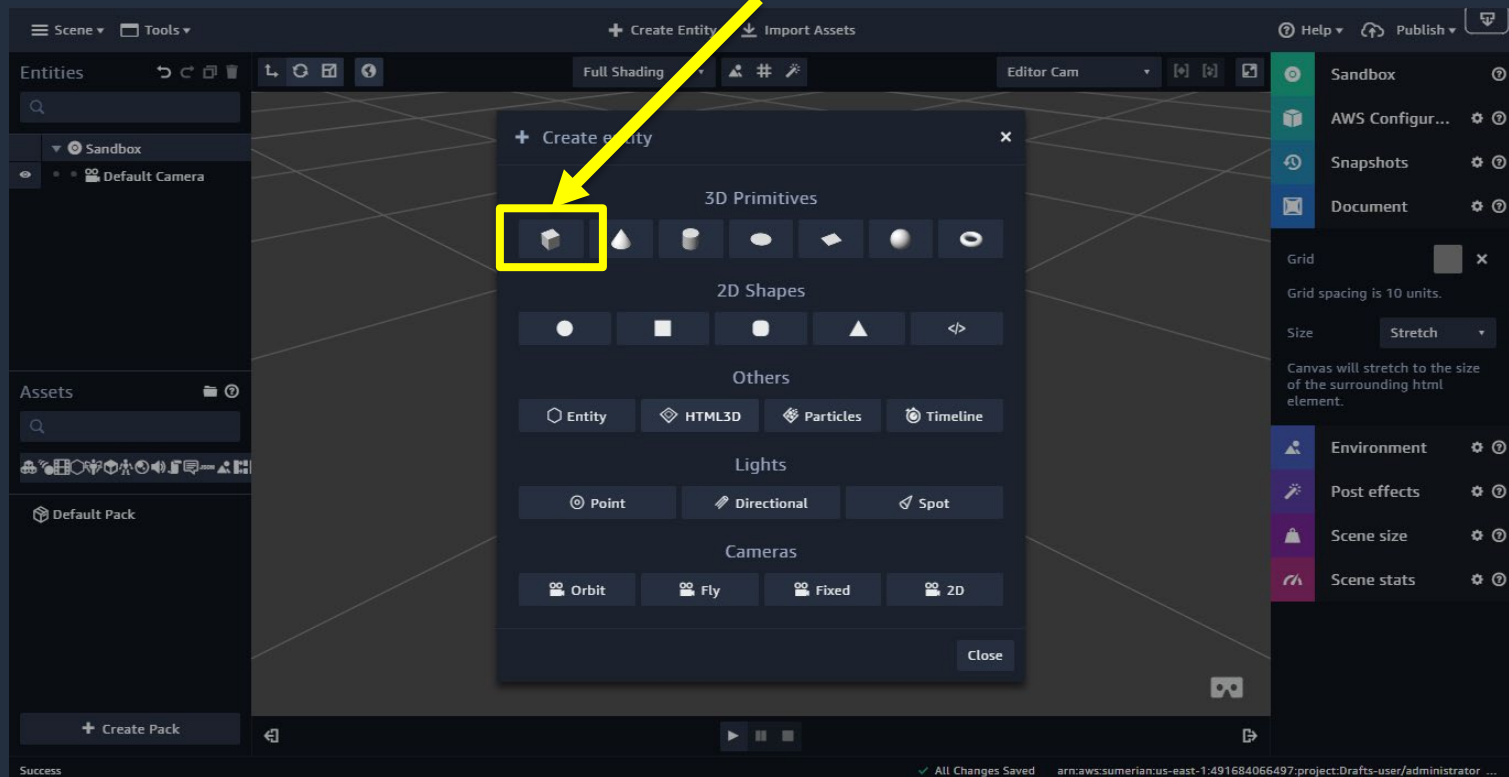 Scene
Tools
Create Entity
Import Assets
Help
Publish
Entities
Full Shading
Editor Cam
Sandbox
Default Camera
Assets
Default Pack
Create Pack
Create entity
3D Primitives
2D Shapes
</>
Others
Entity
HTML3D
Particles
Timeline
Lights
Point
Directional
Spot
Cameras
Orbit
Fly
Fixed
2D
Close
Sandbox
AWS Configur...
Snapshots
Document
Grid
Grid spacing is 10 units.
Size
Stretch
Canvas will stretch to the size
of the surrounding html
element.
Environment
Post effects
Scene size
Scene stats
Success
All Changes Saved
arn:aws:sumerian:us-east-1:491684066497:project:Drafts-user/administrator ...